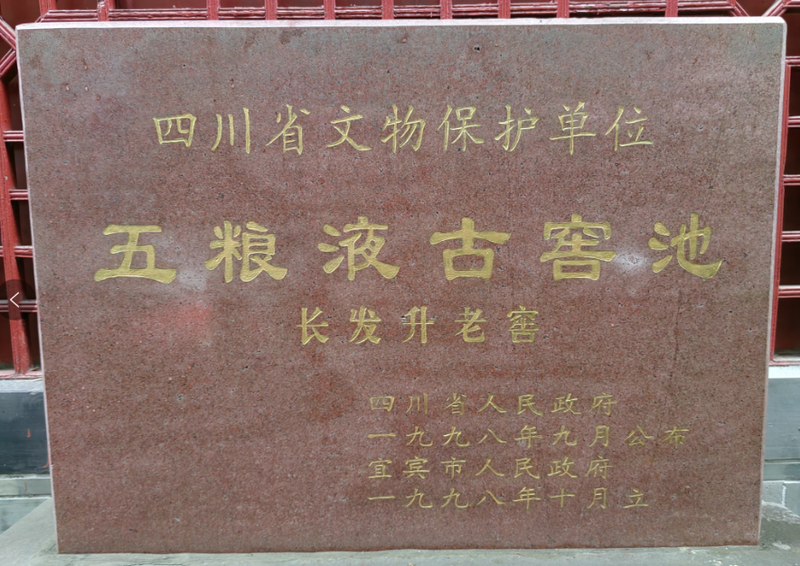 四川省文物保护单位
五粮液古窖池
长发升老窖
四川省人民政府
一九九八年九月公布
宜宾市人民政府
一九九八年十月立